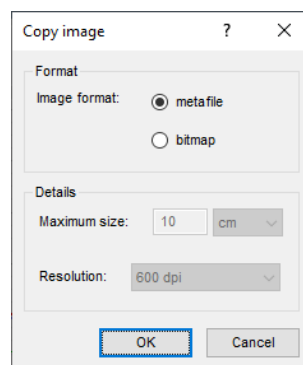 Copy image ?
Format
Image format: metafile
bitmap
Details
Maximum size: 10 cm
Resolution: 600 dpi
OK Cancel